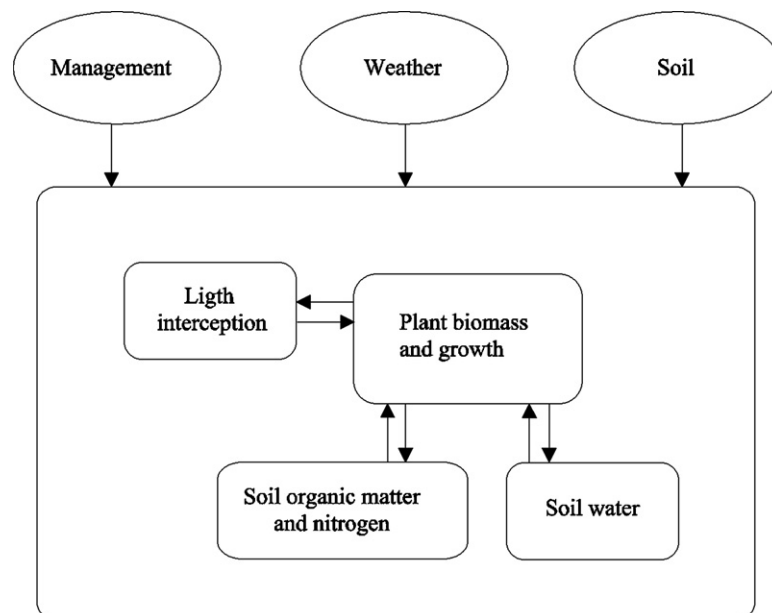 Management
Weather
Soil
Ligth
interception
Plant biomass
and growth
Soil organic matter
and nitrogen
Soil water